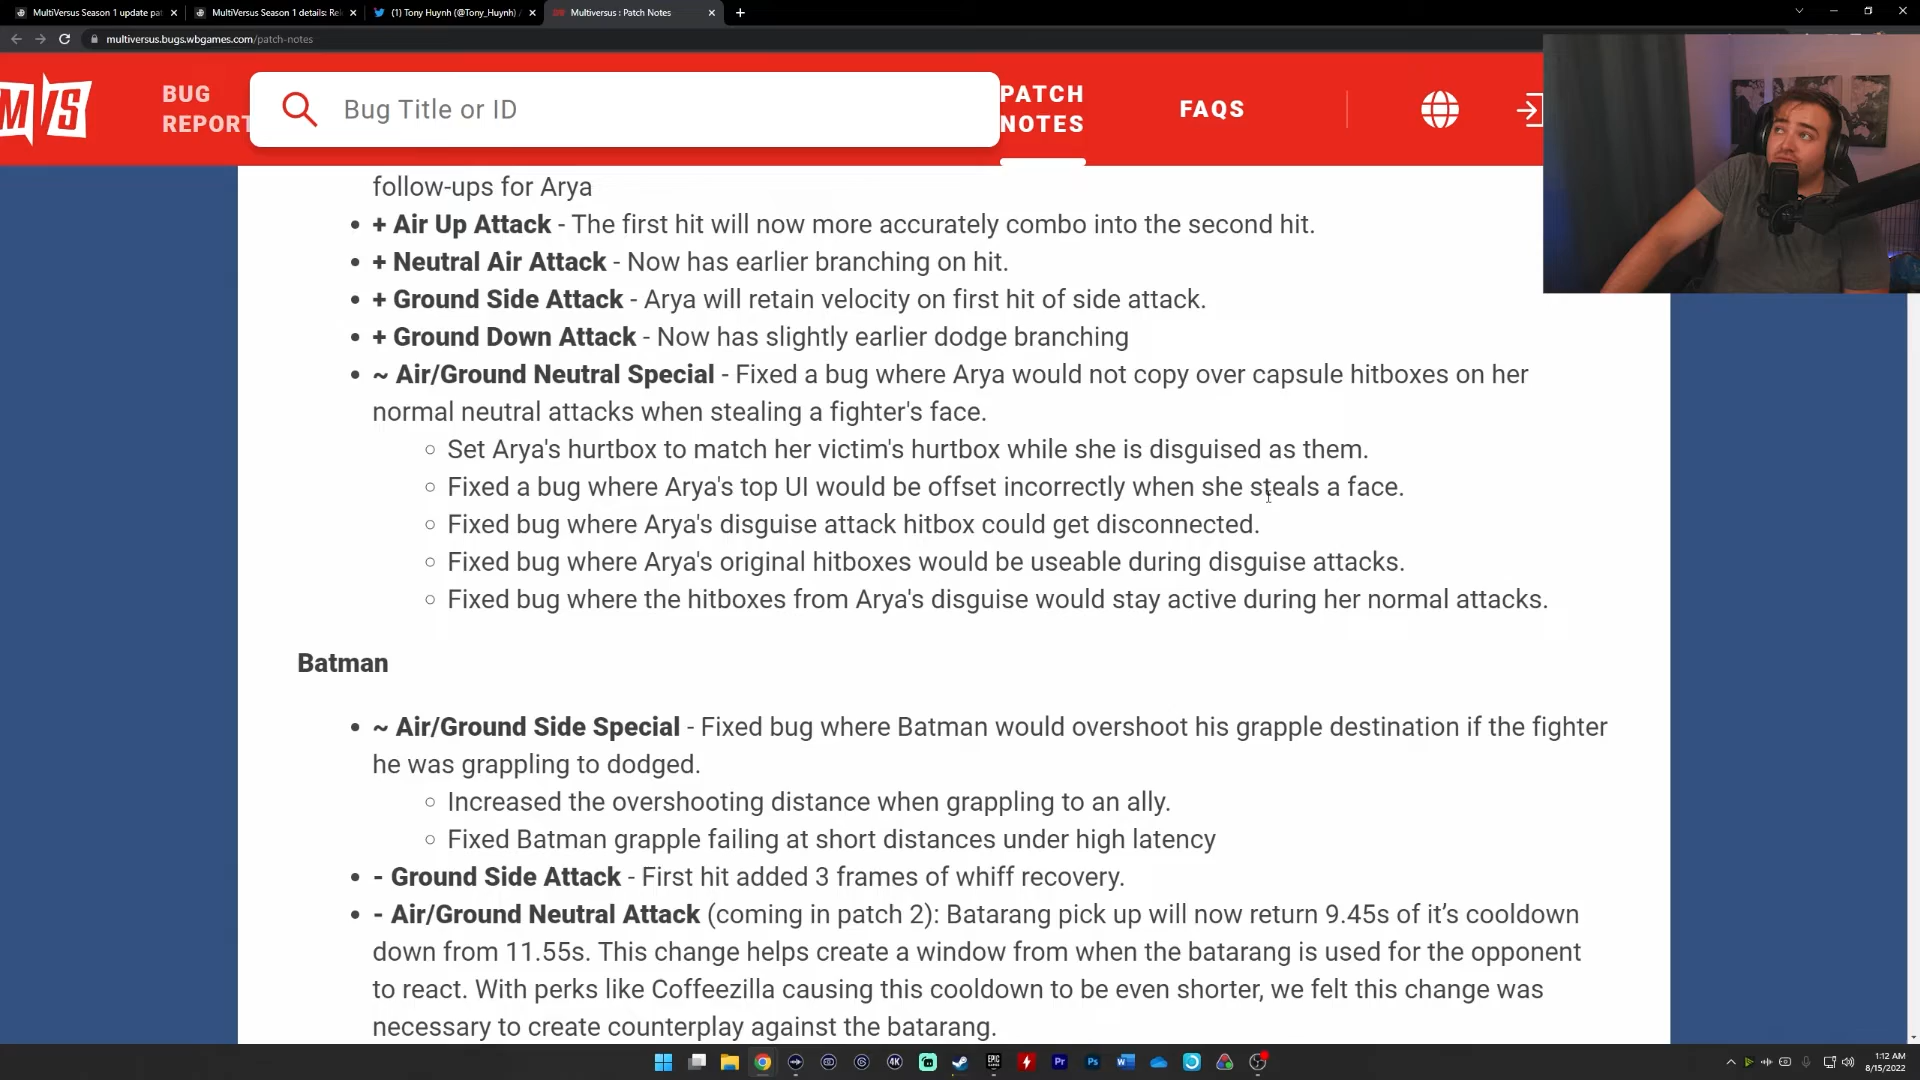 MultiVersus Season 1 update pat
MultiVersus Season 1 details: Rel
(1) Tony Huynh (@Tony_Huynh) /
Multiversus : Patch Notes
multiversus.bugs.wbgames.com/patch-notes
M/S
BUG
REPORT
Bug Title or ID
PATCH
NOTES
FAQS
follow-ups for Arya
+ Air Up Attack - The first hit will now more accurately combo into the second hit.
+ Neutral Air Attack - Now has earlier branching on hit.
+ Ground Side Attack - Arya will retain velocity on first hit of side attack.
+ Ground Down Attack - Now has slightly earlier dodge branching
~ Air/Ground Neutral Special - Fixed a bug where Arya would not copy over capsule hitboxes on her
normal neutral attacks when stealing a fighter's face.
Set Arya's hurtbox to match her victim's hurtbox while she is disguised as them.
Fixed a bug where Arya's top UI would be offset incorrectly when she steals a face.
Fixed bug where Arya's disguise attack hitbox could get disconnected.
Fixed bug where Arya's original hitboxes would be useable during disguise attacks.
Fixed bug where the hitboxes from Arya's disguise would stay active during her normal attacks.
Batman
~ Air/Ground Side Special - Fixed bug where Batman would overshoot his grapple destination if the fighter
he was grappling to dodged.
Increased the overshooting distance when grappling to an ally.
Fixed Batman grapple failing at short distances under high latency
- Ground Side Attack - First hit added 3 frames of whiff recovery.
- Air/Ground Neutral Attack (coming in patch 2): Batarang pick up will now return 9.45s of it’s cooldown
down from 11.55s. This change helps create a window from when the batarang is used for the opponent
to react. With perks like Coffeezilla causing this cooldown to be even shorter, we felt this change was
necessary to create counterplay against the batarang.
4K
EPIC
Pr
Ps
W
1:12 AM
8/15/2022